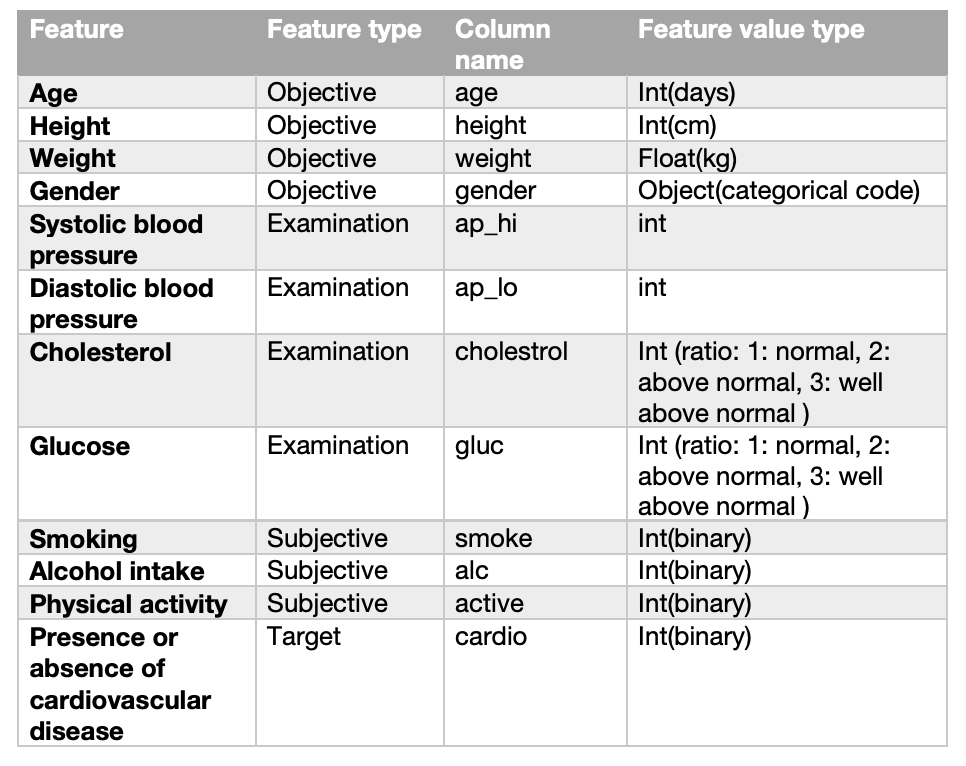 Feature Feature type Column name Feature value type
Age Objective age Int(days)
Height Objective height Int(cm)
Weight Objective weight Float(kg)
Gender Objective gender Object(categorical code)
Systolic blood pressure Examination ap_hi int
Diastolic blood pressure Examination ap_lo int
Cholesterol Examination cholestrol Int (ratio: 1: normal, 2: above normal, 3: well above normal )
Glucose Examination gluc Int (ratio: 1: normal, 2: above normal, 3: well above normal )
Smoking Subjective smoke Int(binary)
Alcohol intake Subjective alc Int(binary)
Physical activity Subjective active Int(binary)
Presence or absence of cardiovascular disease Target cardio Int(binary)